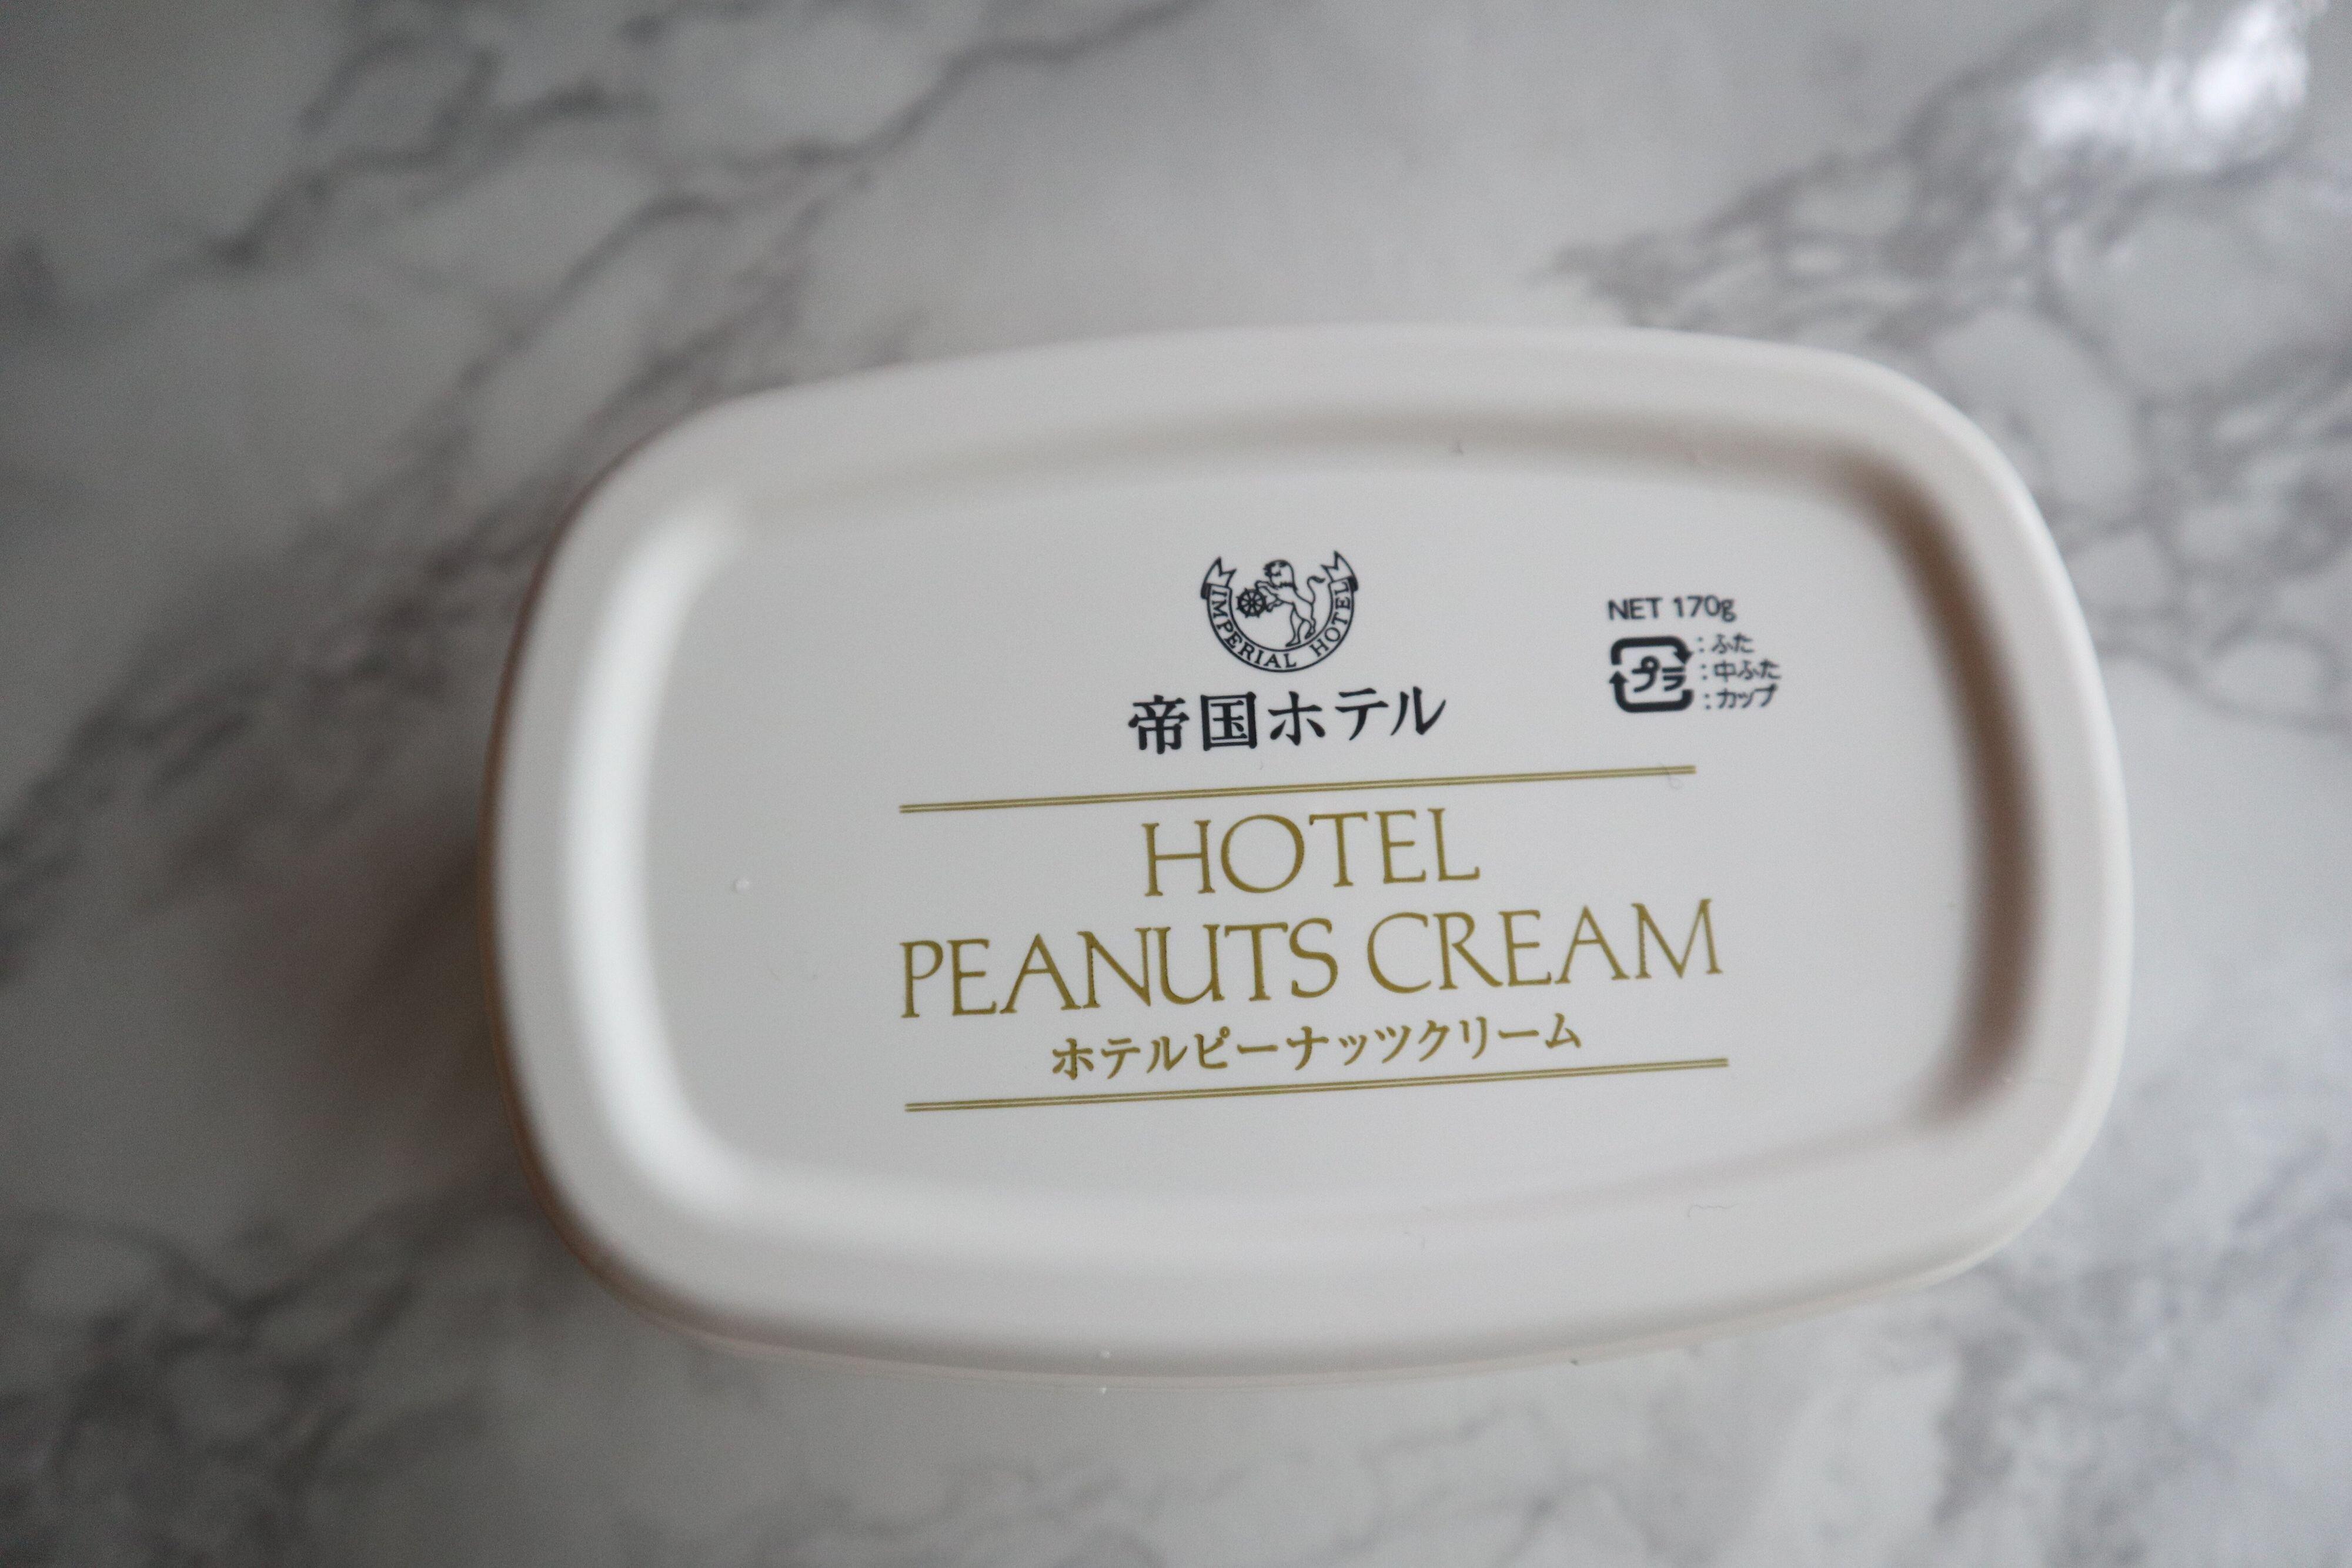 IMPERIAL HOTEL
帝国ホテル
NET 170g
プラ
:ふた
:中ふた
:カップ
HOTEL
PEANUTS CREAM
ホテルピーナッツクリーム